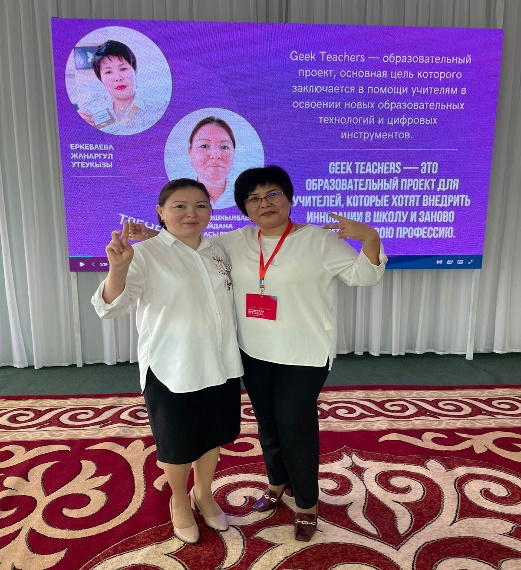 Geek Teachers — образовательный
проект, основная цель которого
заключается в помощи учителям в
освоении новых образовательных
технологий и цифровых
инструментов.
ЕРКЕБАЕВА
ЖАНАРГУЛ
УТЕУКЫЗЫ
GEEK TEACHERS — ЭТО
ОБРАЗОВАТЕЛЬНЫЙ ПРОЕКТ ДЛЯ
УЧИТЕЛЕЙ, КОТОРЫЕ ХОТЯТ ВНЕДРИТЬ
ИННОВАЦИИ В ШКОЛУ И ЗАНОВО
ПРОФЕССИЮ.